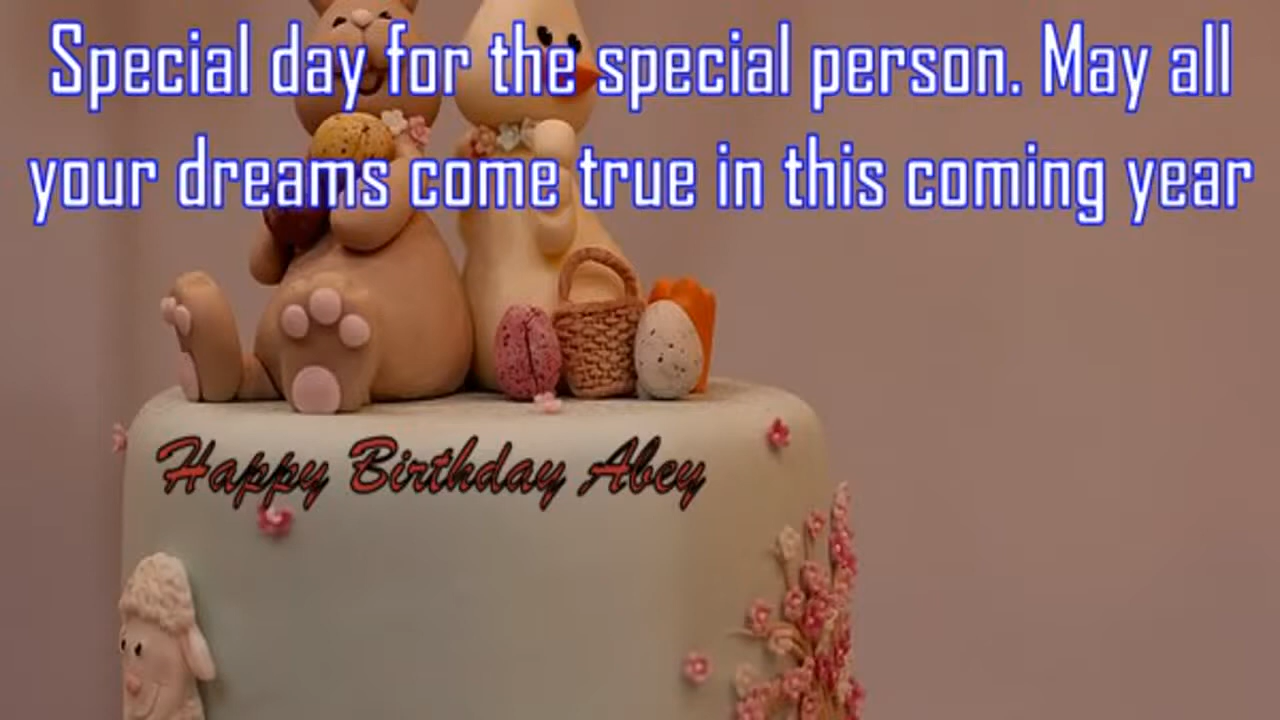 Special day for the special person. May all
your dreams come true in this coming year
Happy Birthday Abey